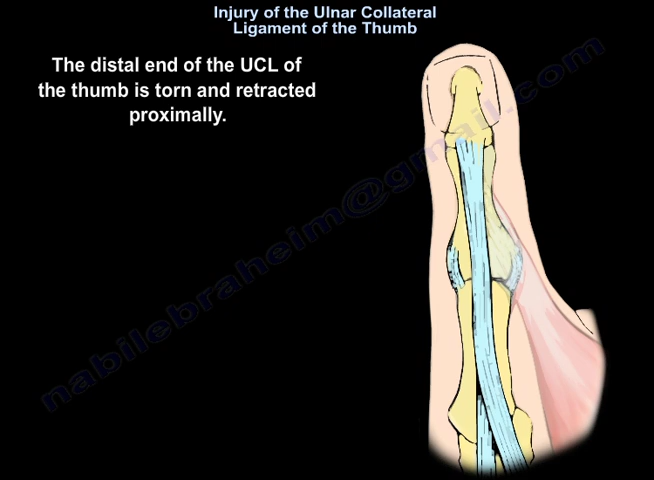 Injury of the Ulnar Collateral
Ligament of the Thumb
The distal end of the UCL of
the thumb is torn and retracted
proximally.
nabilebraheim@gmail.com